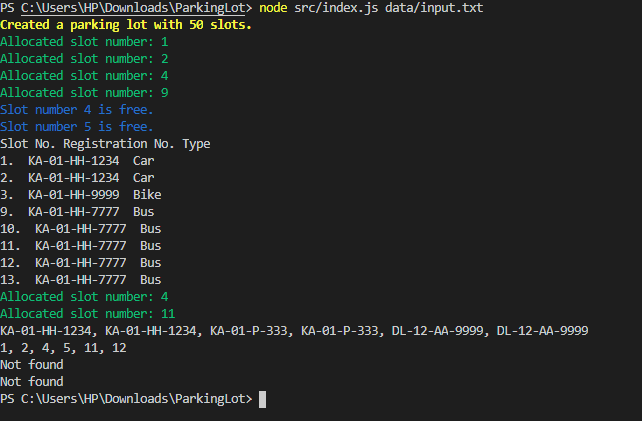 PS C:\Users\HP\Downloads\ParkingLot> node src/index.js data/input.txt
Created a parking lot with 50 slots.
Allocated slot number: 1
Allocated slot number: 2
Allocated slot number: 4
Allocated slot number: 9
Slot number 4 is free.
Slot number 5 is free.
Slot No. Registration No. Type
1.  KA-01-HH-1234  Car
2.  KA-01-HH-1234  Car
3.  KA-01-HH-9999  Bike
9.  KA-01-HH-7777  Bus
10.  KA-01-HH-7777  Bus
11.  KA-01-HH-7777  Bus
12.  KA-01-HH-7777  Bus
13.  KA-01-HH-7777  Bus
Allocated slot number: 4
Allocated slot number: 11
KA-01-HH-1234, KA-01-HH-1234, KA-01-P-333, KA-01-P-333, DL-12-AA-9999, DL-12-AA-9999
1, 2, 4, 5, 11, 12
Not found
Not found
PS C:\Users\HP\Downloads\ParkingLot>